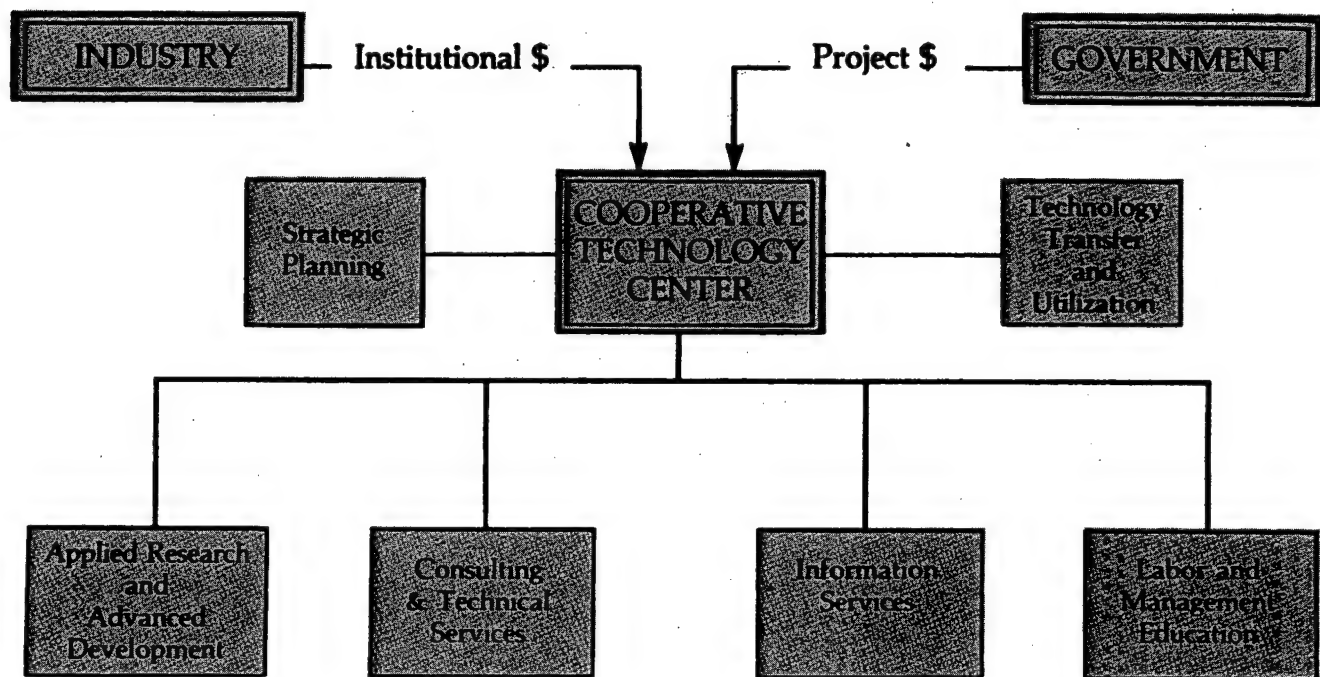 INDUSTRY
Institutional $
Project $
GOVERNMENT
Strategic
Planning
COOPERATIVE
TECHNOLOGY
CENTER
Technology
Transfer
and
Utilization
Applied Research
and
Advanced
Development
Consulting
& Technical
Services
Information
Services
Labor and
Management
Education